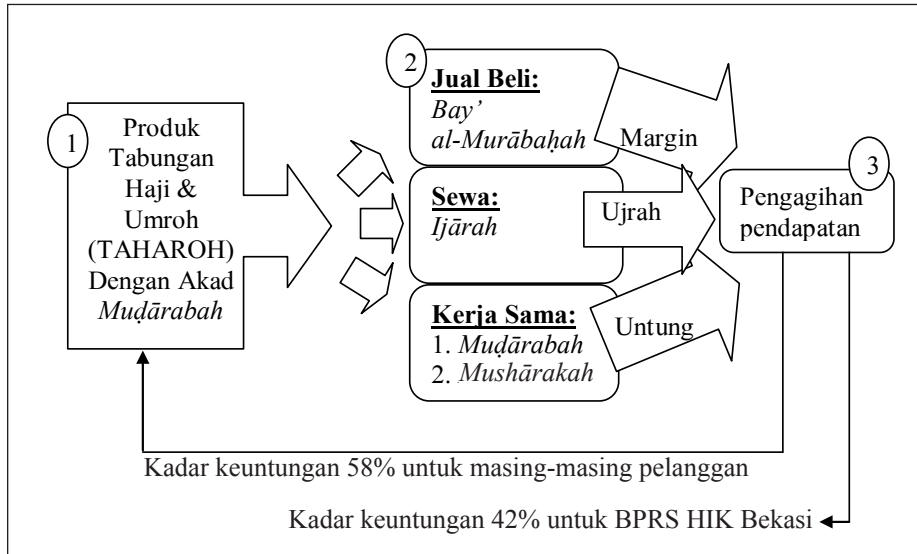 1
Produk
Tabungan
Haji &
Umroh
(TAHAROH)
Dengan Akad
Muḍārabah
2
Jual Beli:
Bay’
al-Murābaḥah
Margin
Sewa:
Ijārah
Ujrah
Kerja Sama:
1. Muḍārabah
2. Mushārakah
Untung
3
Pengagihan
pendapatan
Kadar keuntungan 58% untuk masing-masing pelanggan
Kadar keuntungan 42% untuk BPRS HIK Bekasi